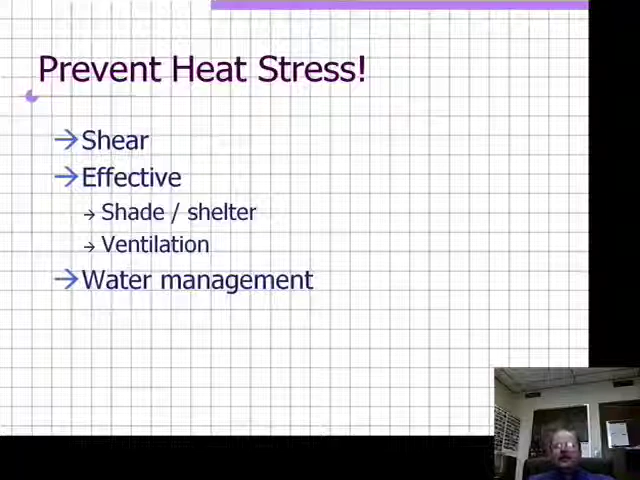 Prevent Heat Stress!
Shear
Effective
Shade / shelter
Ventilation
Water management